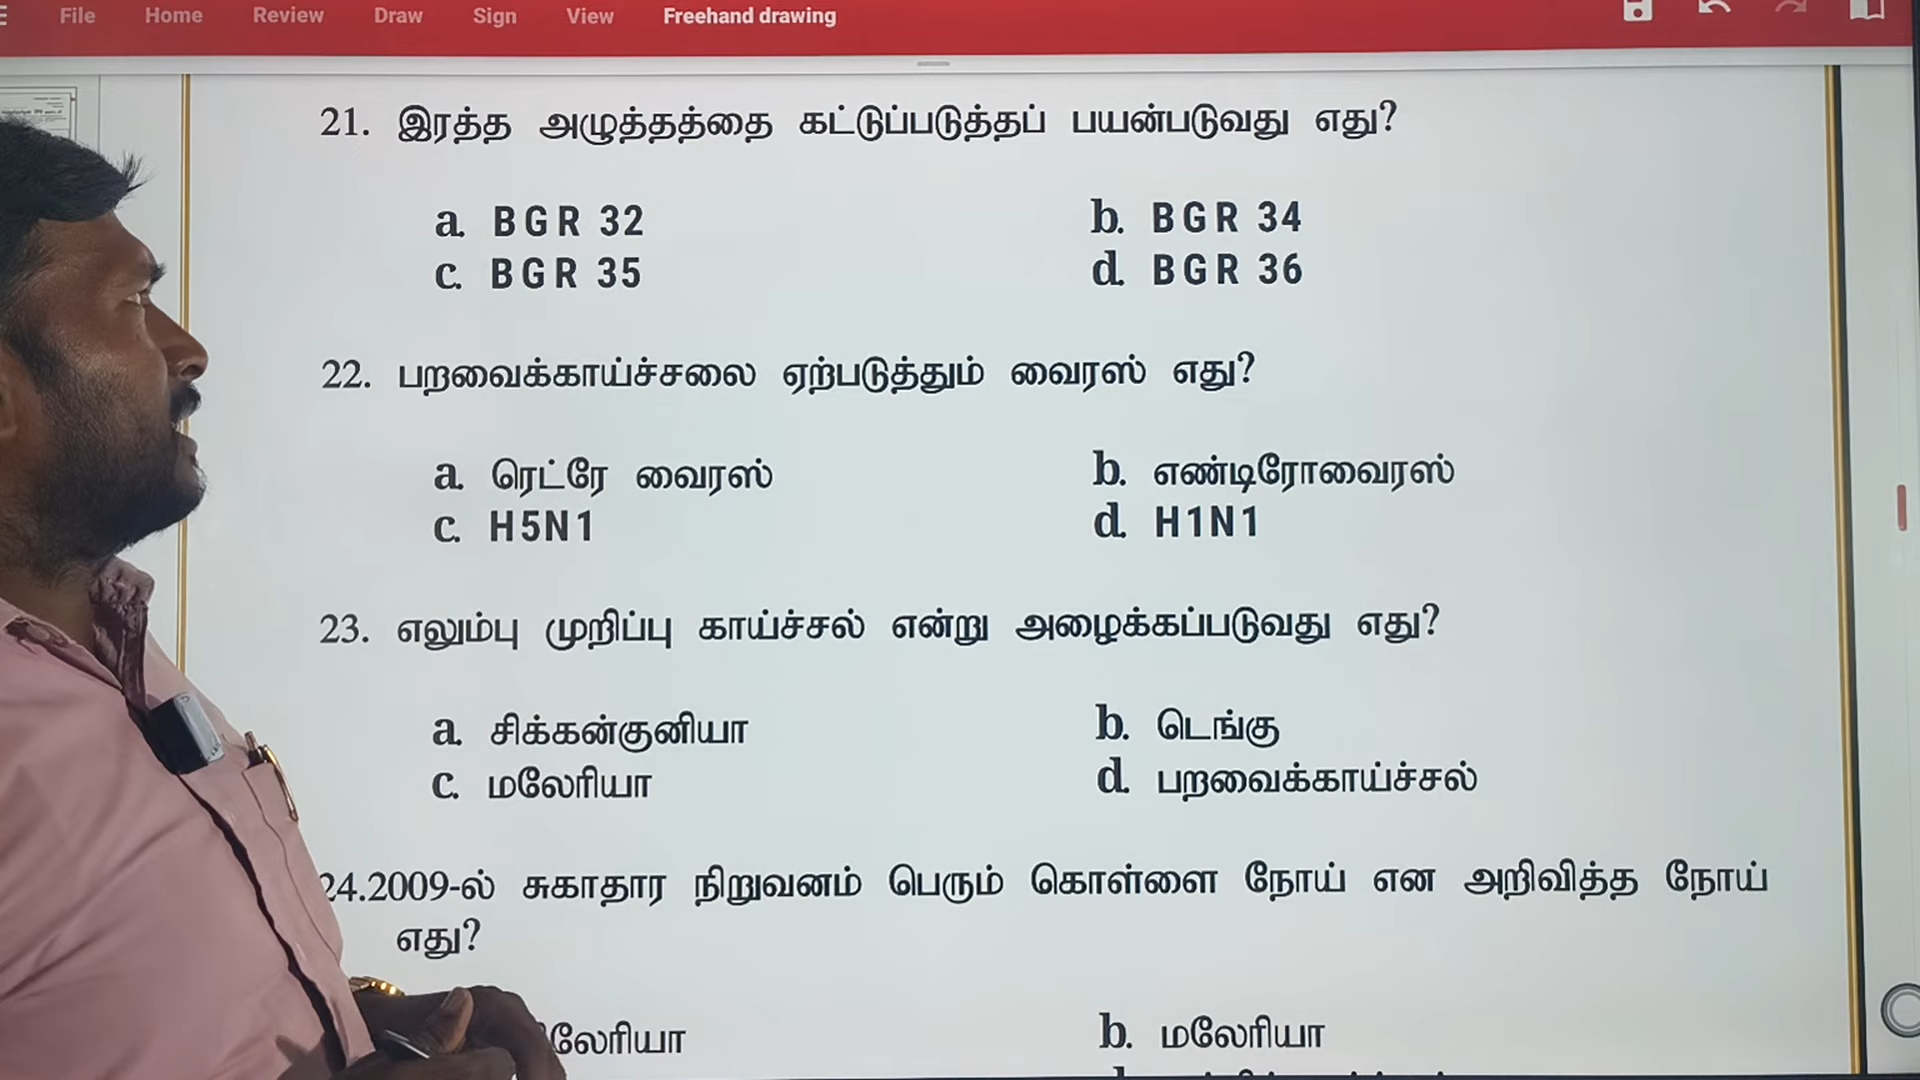 File Home Review Draw Sign View Freehand drawing
21. இரத்த அழுத்தத்தை கட்டுப்படுத்தப் பயன்படுவது எது?
a. BGR 32 b. BGR 34
c. BGR 35 d. BGR 36
22. பறவைக்காய்ச்சலை ஏற்படுத்தும் வைரஸ் எது?
a. ரெட்ரே வைரஸ் b. எண்டிரோவைரஸ்
c. H5N1 d. H1N1
23. எலும்பு முறிப்பு காய்ச்சல் என்று அழைக்கப்படுவது எது?
a. சிக்கன்குனியா b. டெங்கு
c. மலேரியா d. பறவைக்காய்ச்சல்
24.2009-ல் சுகாதார நிறுவனம் பெரும் கொள்ளை நோய் என அறிவித்த நோய்
எது?
b. மலேரியா